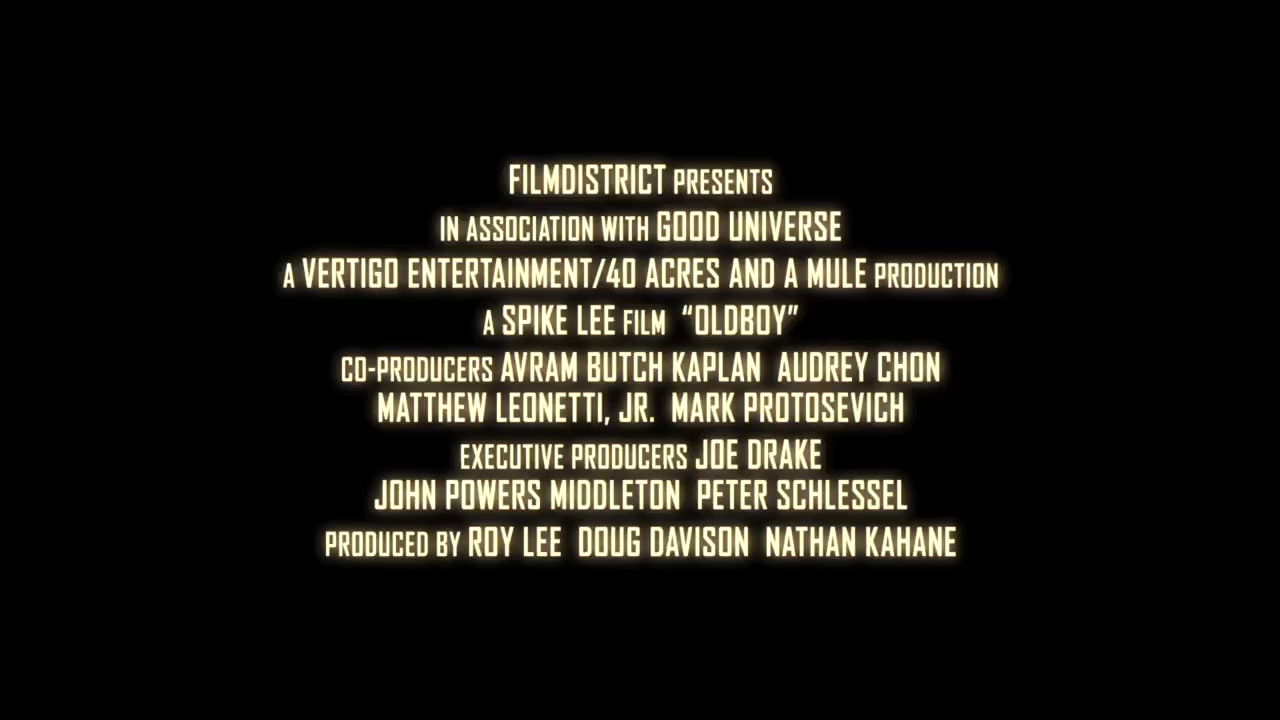 FILMDISTRICT PRESENTS
IN ASSOCIATION WITH GOOD UNIVERSE
A VERTIGO ENTERTAINMENT/40 ACRES AND A MULE PRODUCTION
A SPIKE LEE FILM “OLDBOY”
CO-PRODUCERS AVRAM BUTCH KAPLAN AUDREY CHON
MATTHEW LEONETTI, JR. MARK PROTOSEVICH
EXECUTIVE PRODUCERS JOE DRAKE
JOHN POWERS MIDDLETON PETER SCHLESSEL
PRODUCED BY ROY LEE DOUG DAVISON NATHAN KAHANE